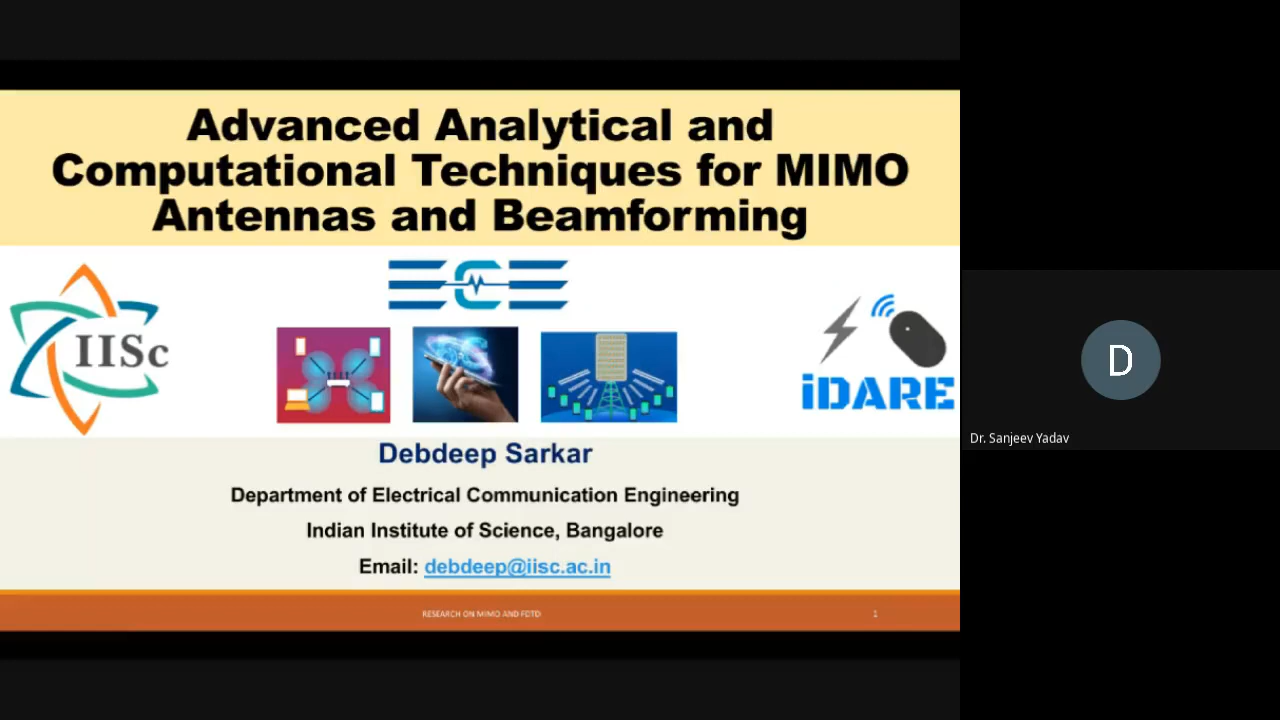 Advanced Analytical and
Computational Techniques for MIMO
Antennas and Beamforming
ECE
IISc
iDARE
Debdeep Sarkar
Department of Electrical Communication Engineering
Indian Institute of Science, Bangalore
Email: debdeep@iisc.ac.in
RESEARCH ON MIMO AND FDTD
1
D
Dr. Sanjeev Yadav